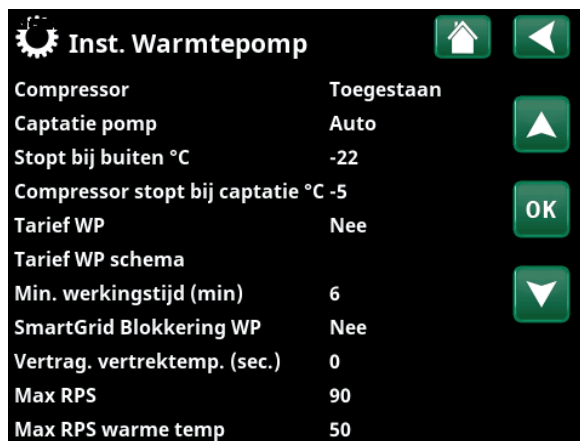 Inst. Warmtepomp
Compressor Toegestaan
Captatie pomp Auto
Stopt bij buiten °C -22
Compressor stopt bij captatie °C -5
OK
Tarief WP Nee
Tarief WP schema
Min. werkingstijd (min) 6
SmartGrid Blokkering WP Nee
Vertrag. vertrektemp. (sec.) 0
Max RPS 90
Max RPS warme temp 50